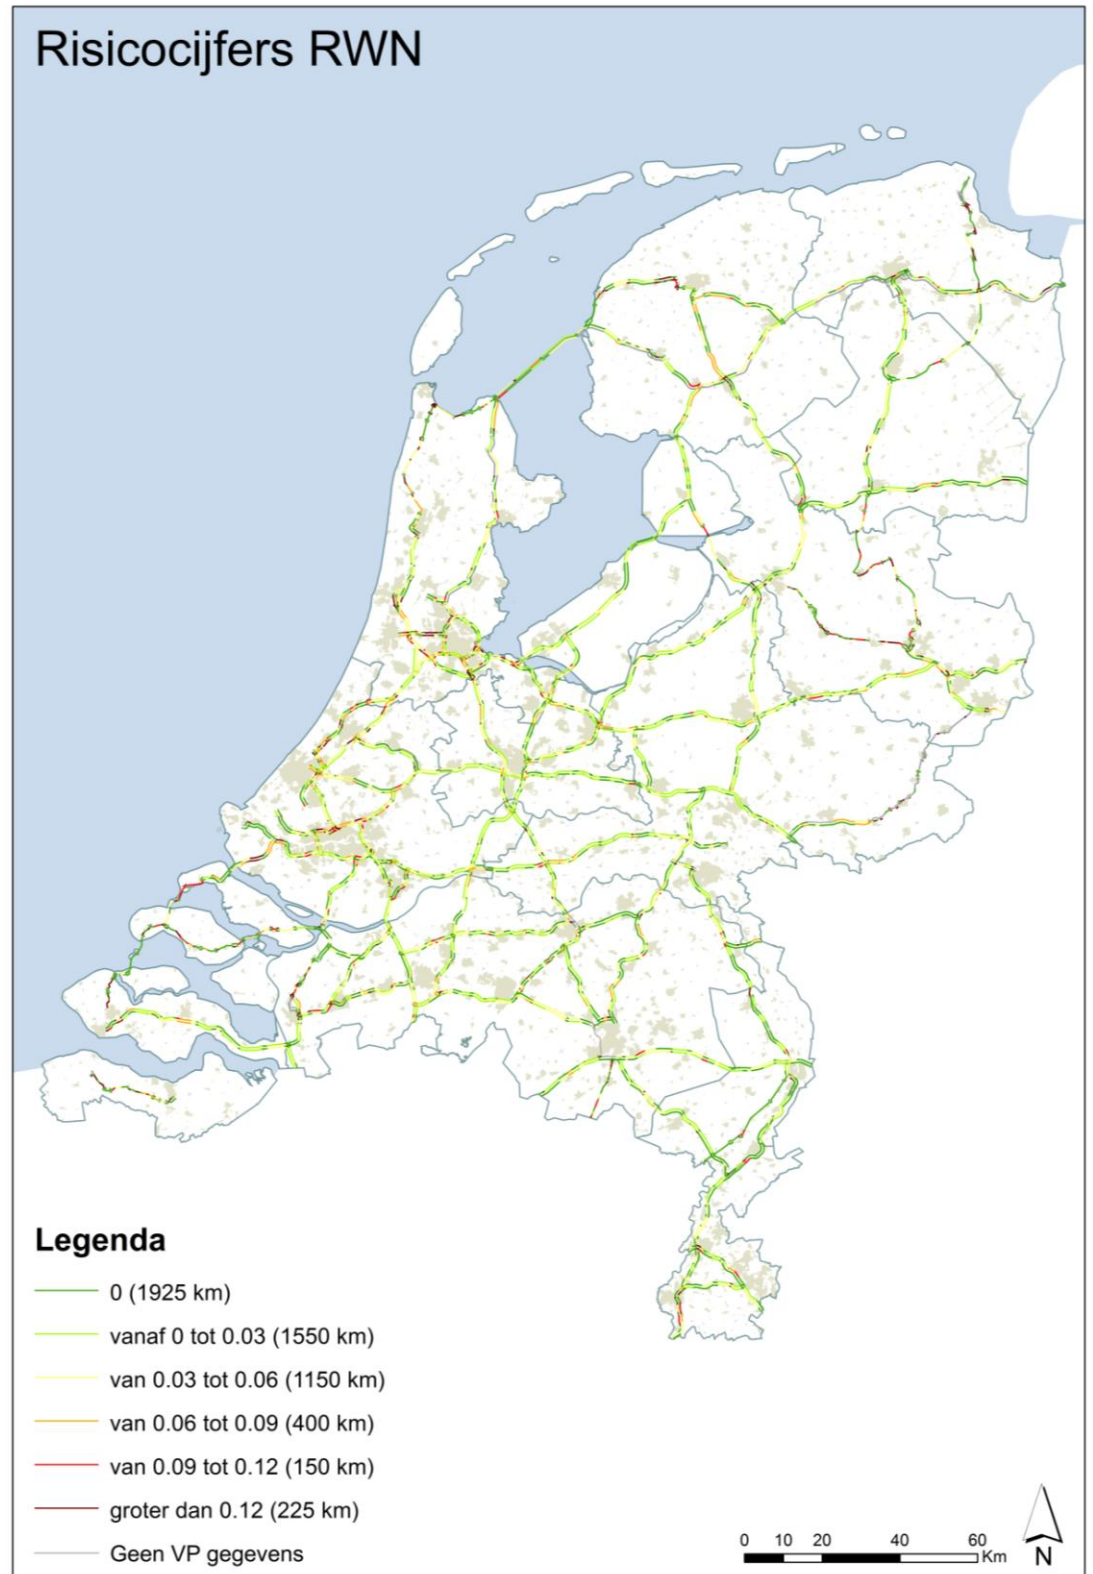 Risicocijfers RWN
Legenda
0 (1925 km)
vanaf 0 tot 0.03 (1550 km)
van 0.03 tot 0.06 (1150 km)
van 0.06 tot 0.09 (400 km)
van 0.09 tot 0.12 (150 km)
groter dan 0.12 (225 km)
Geen VP gegevens
0 10 20 40 60
Km
N